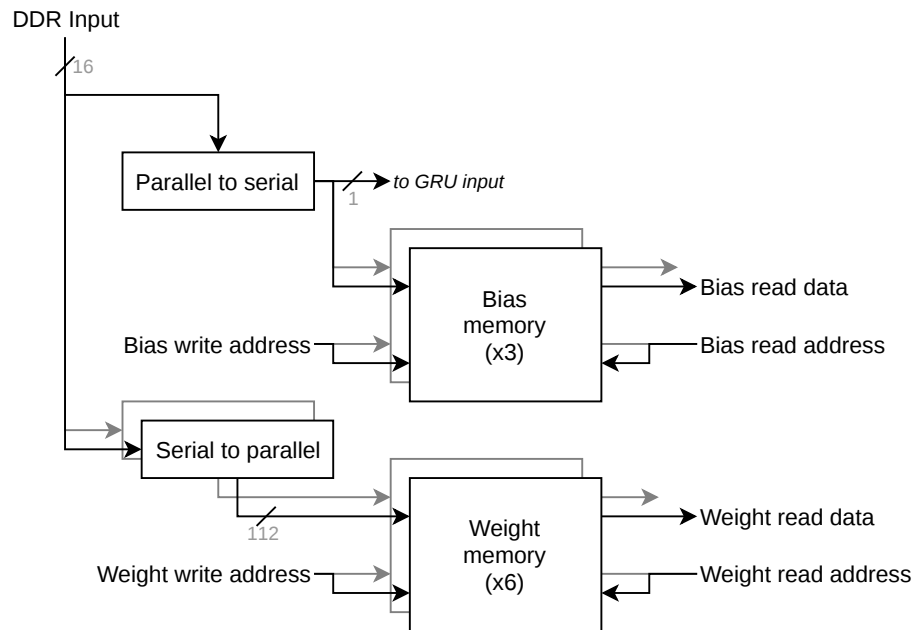 DDR Input
16
Parallel to serial
to GRU input
1
Bias
memory
(x3)
Bias read data
Bias write address
Bias read address
Serial to parallel
112
Weight
memory
(x6)
Weight read data
Weight write address
Weight read address